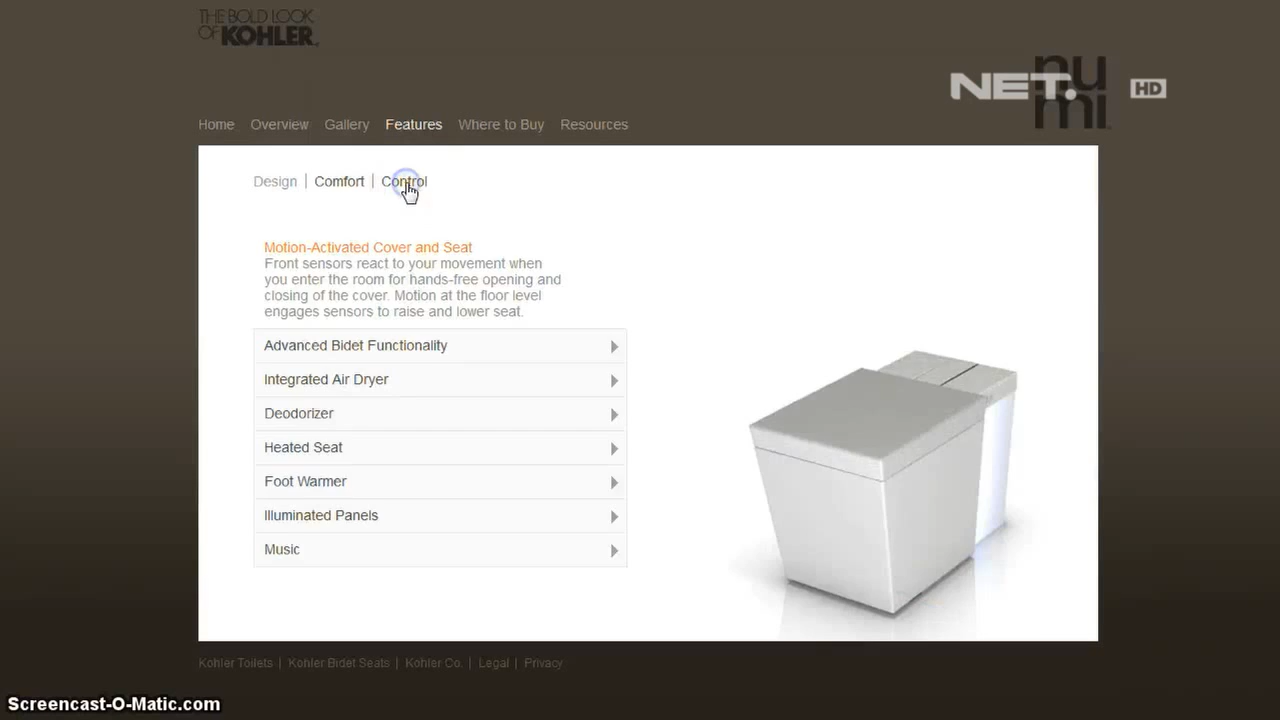 THE BOLD LOOK
OF KOHLER
nu
mi
NET.
HD
Home Overview Gallery Features Where to Buy Resources
Design | Comfort | Control
Motion-Activated Cover and Seat
Front sensors react to your movement when
you enter the room for hands-free opening and
closing of the cover. Motion at the floor level
engages sensors to raise and lower seat.
Advanced Bidet Functionality
Integrated Air Dryer
Deodorizer
Heated Seat
Foot Warmer
Illuminated Panels
Music
Kohler Toilets | Kohler Bidet Seats | Kohler Co. | Legal | Privacy
Screencast-O-Matic.com